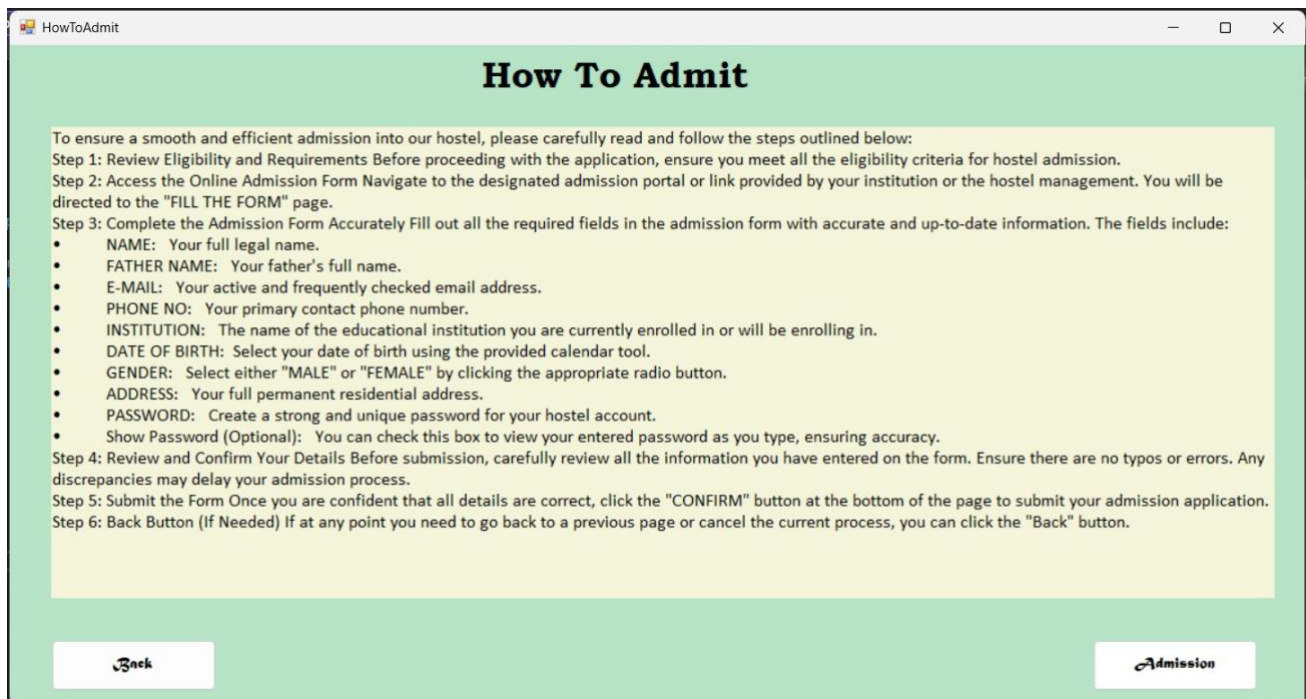 HowToAdmit
How To Admit
To ensure a smooth and efficient admission into our hostel, please carefully read and follow the steps outlined below:
Step 1: Review Eligibility and Requirements Before proceeding with the application, ensure you meet all the eligibility criteria for hostel admission.
Step 2: Access the Online Admission Form Navigate to the designated admission portal or link provided by your institution or the hostel management. You will be
directed to the "FILL THE FORM" page.
Step 3: Complete the Admission Form Accurately Fill out all the required fields in the admission form with accurate and up-to-date information. The fields include:
• NAME: Your full legal name.
• FATHER NAME: Your father's full name.
• E-MAIL: Your active and frequently checked email address.
• PHONE NO: Your primary contact phone number.
• INSTITUTION: The name of the educational institution you are currently enrolled in or will be enrolling in.
• DATE OF BIRTH: Select your date of birth using the provided calendar tool.
• GENDER: Select either "MALE" or "FEMALE" by clicking the appropriate radio button.
• ADDRESS: Your full permanent residential address.
• PASSWORD: Create a strong and unique password for your hostel account.
• Show Password (Optional): You can check this box to view your entered password as you type, ensuring accuracy.
Step 4: Review and Confirm Your Details Before submission, carefully review all the information you have entered on the form. Ensure there are no typos or errors. Any
discrepancies may delay your admission process.
Step 5: Submit the Form Once you are confident that all details are correct, click the "CONFIRM" button at the bottom of the page to submit your admission application.
Step 6: Back Button (If Needed) If at any point you need to go back to a previous page or cancel the current process, you can click the "Back" button.
Back
Admission